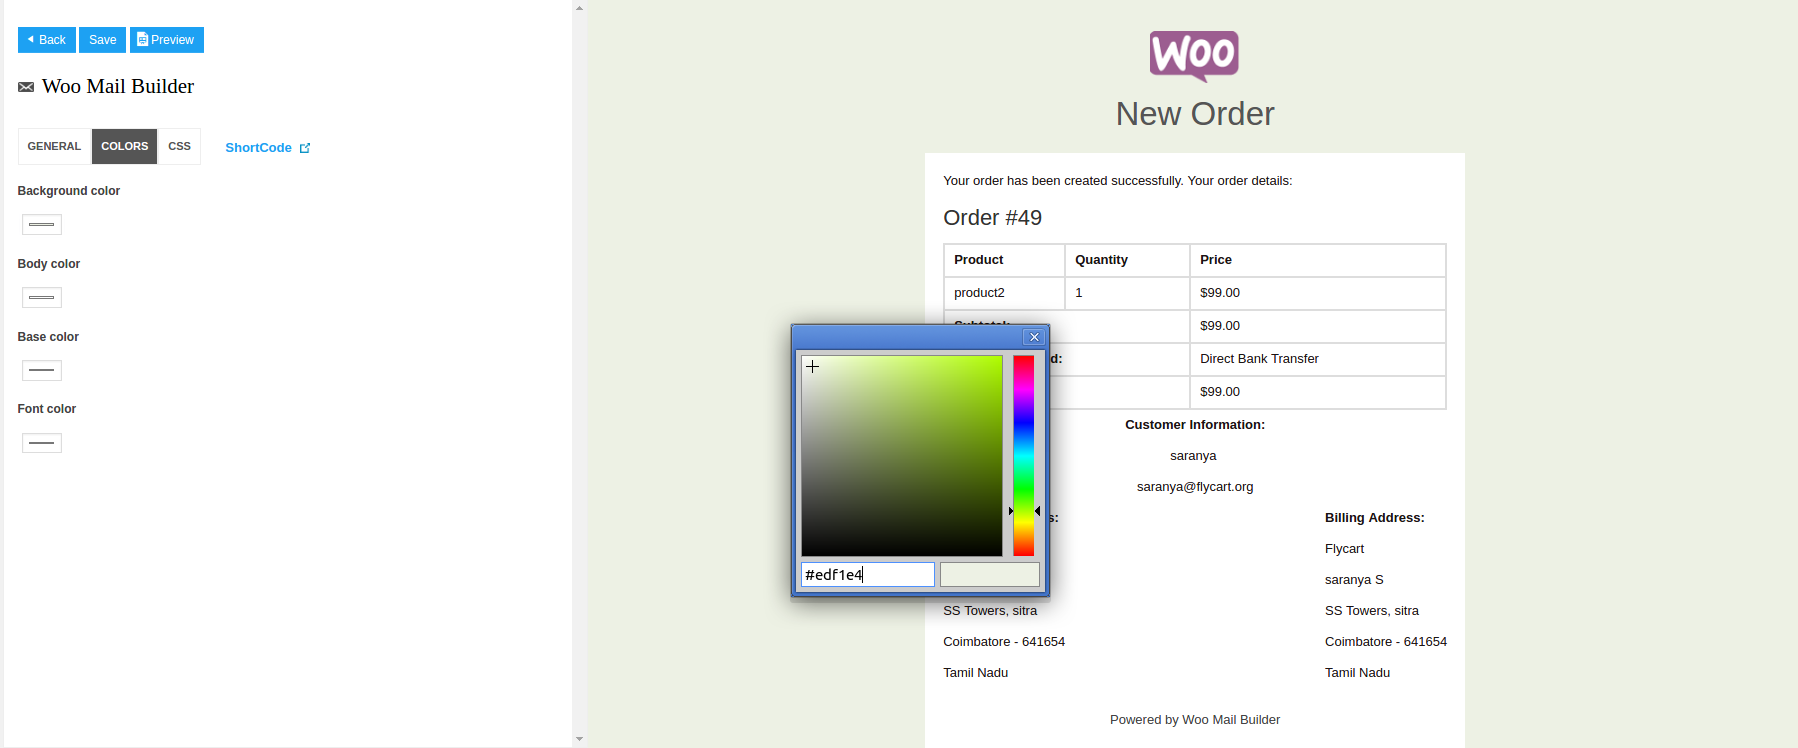 Back Save Preview
Woo Mail Builder
GENERAL COLORS CSS ShortCode
Background color
Body color
Base color
Font color
WOO
New Order
Your order has been created successfully. Your order details:
Order #49
Product Quantity Price
product2 1 $99.00
$99.00
d: Direct Bank Transfer
$99.00
#edf1e4
Customer Information:
saranya
saranya@flycart.org
s: Billing Address:
Flycart
saranya S
SS Towers, sitra SS Towers, sitra
Coimbatore - 641654 Coimbatore - 641654
Tamil Nadu Tamil Nadu
Powered by Woo Mail Builder